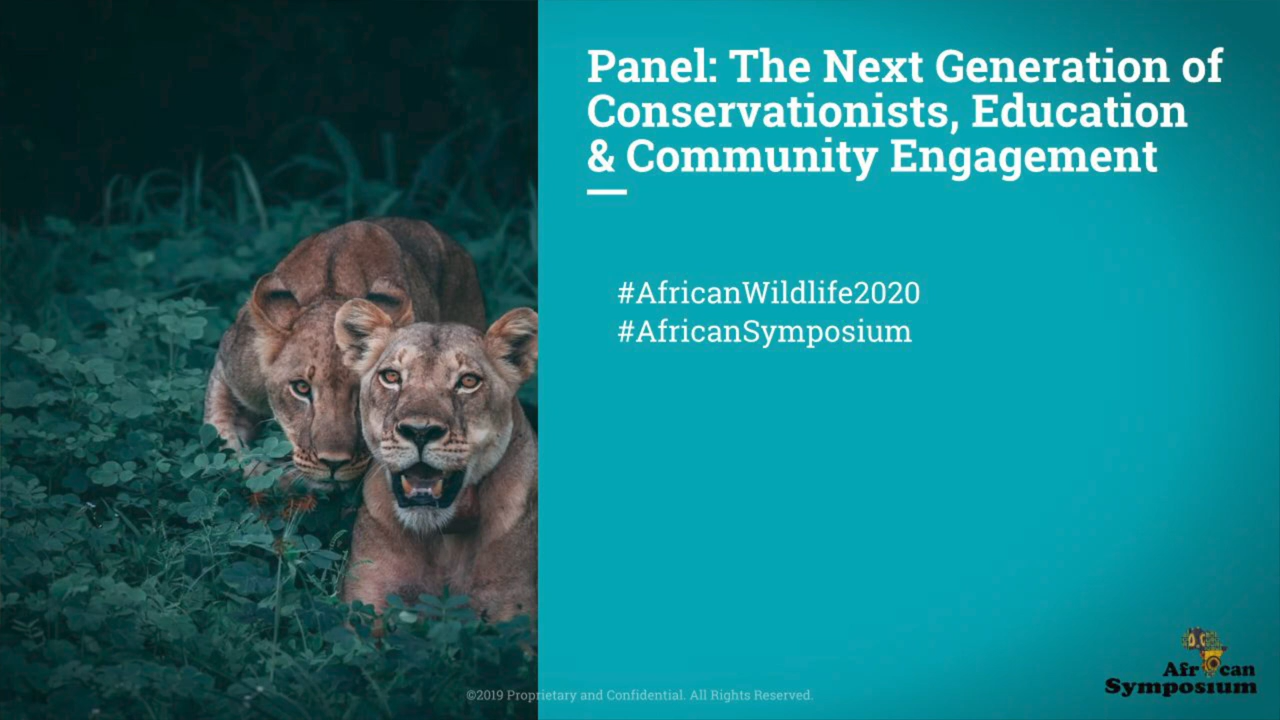 Panel: The Next Generation of
Conservationists, Education
& Community Engagement
#AfricanWildlife2020
#AfricanSymposium
©2019 Proprietary and Confidential. All Rights Reserved.
D.C
African
Symposium